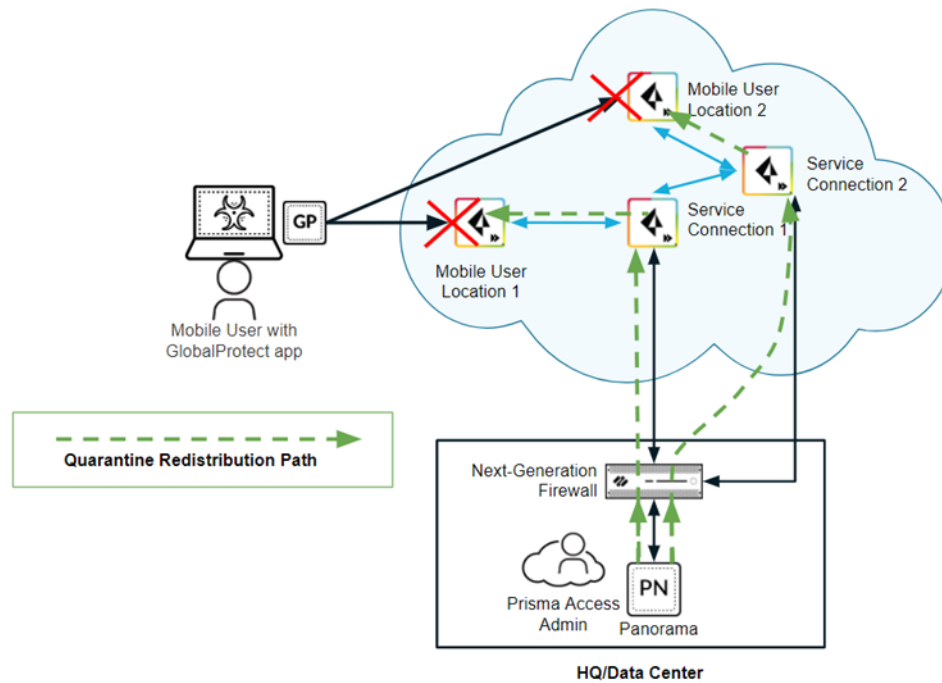 Mobile User
Location 2
Service
Connection 2
GP
Service
Connection 1
Mobile User
Location 1
Mobile User with
GlobalProtect app
Quarantine Redistribution Path
Next-Generation
Firewall
Prisma Access
Admin
PN
Panorama
HQ/Data Center